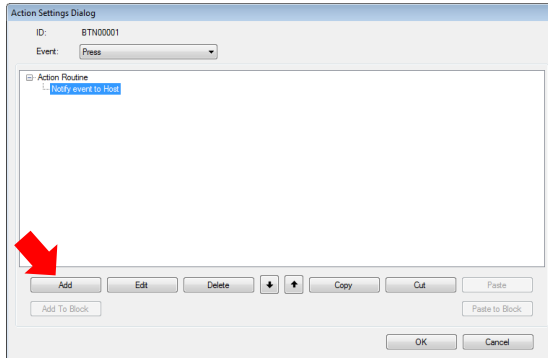 Action Settings Dialog
ID: BTN00001
Event: Press
Action Routine
Notify event to Host
Add Edit Delete Copy Cut Paste
Add To Block Paste to Block
OK Cancel